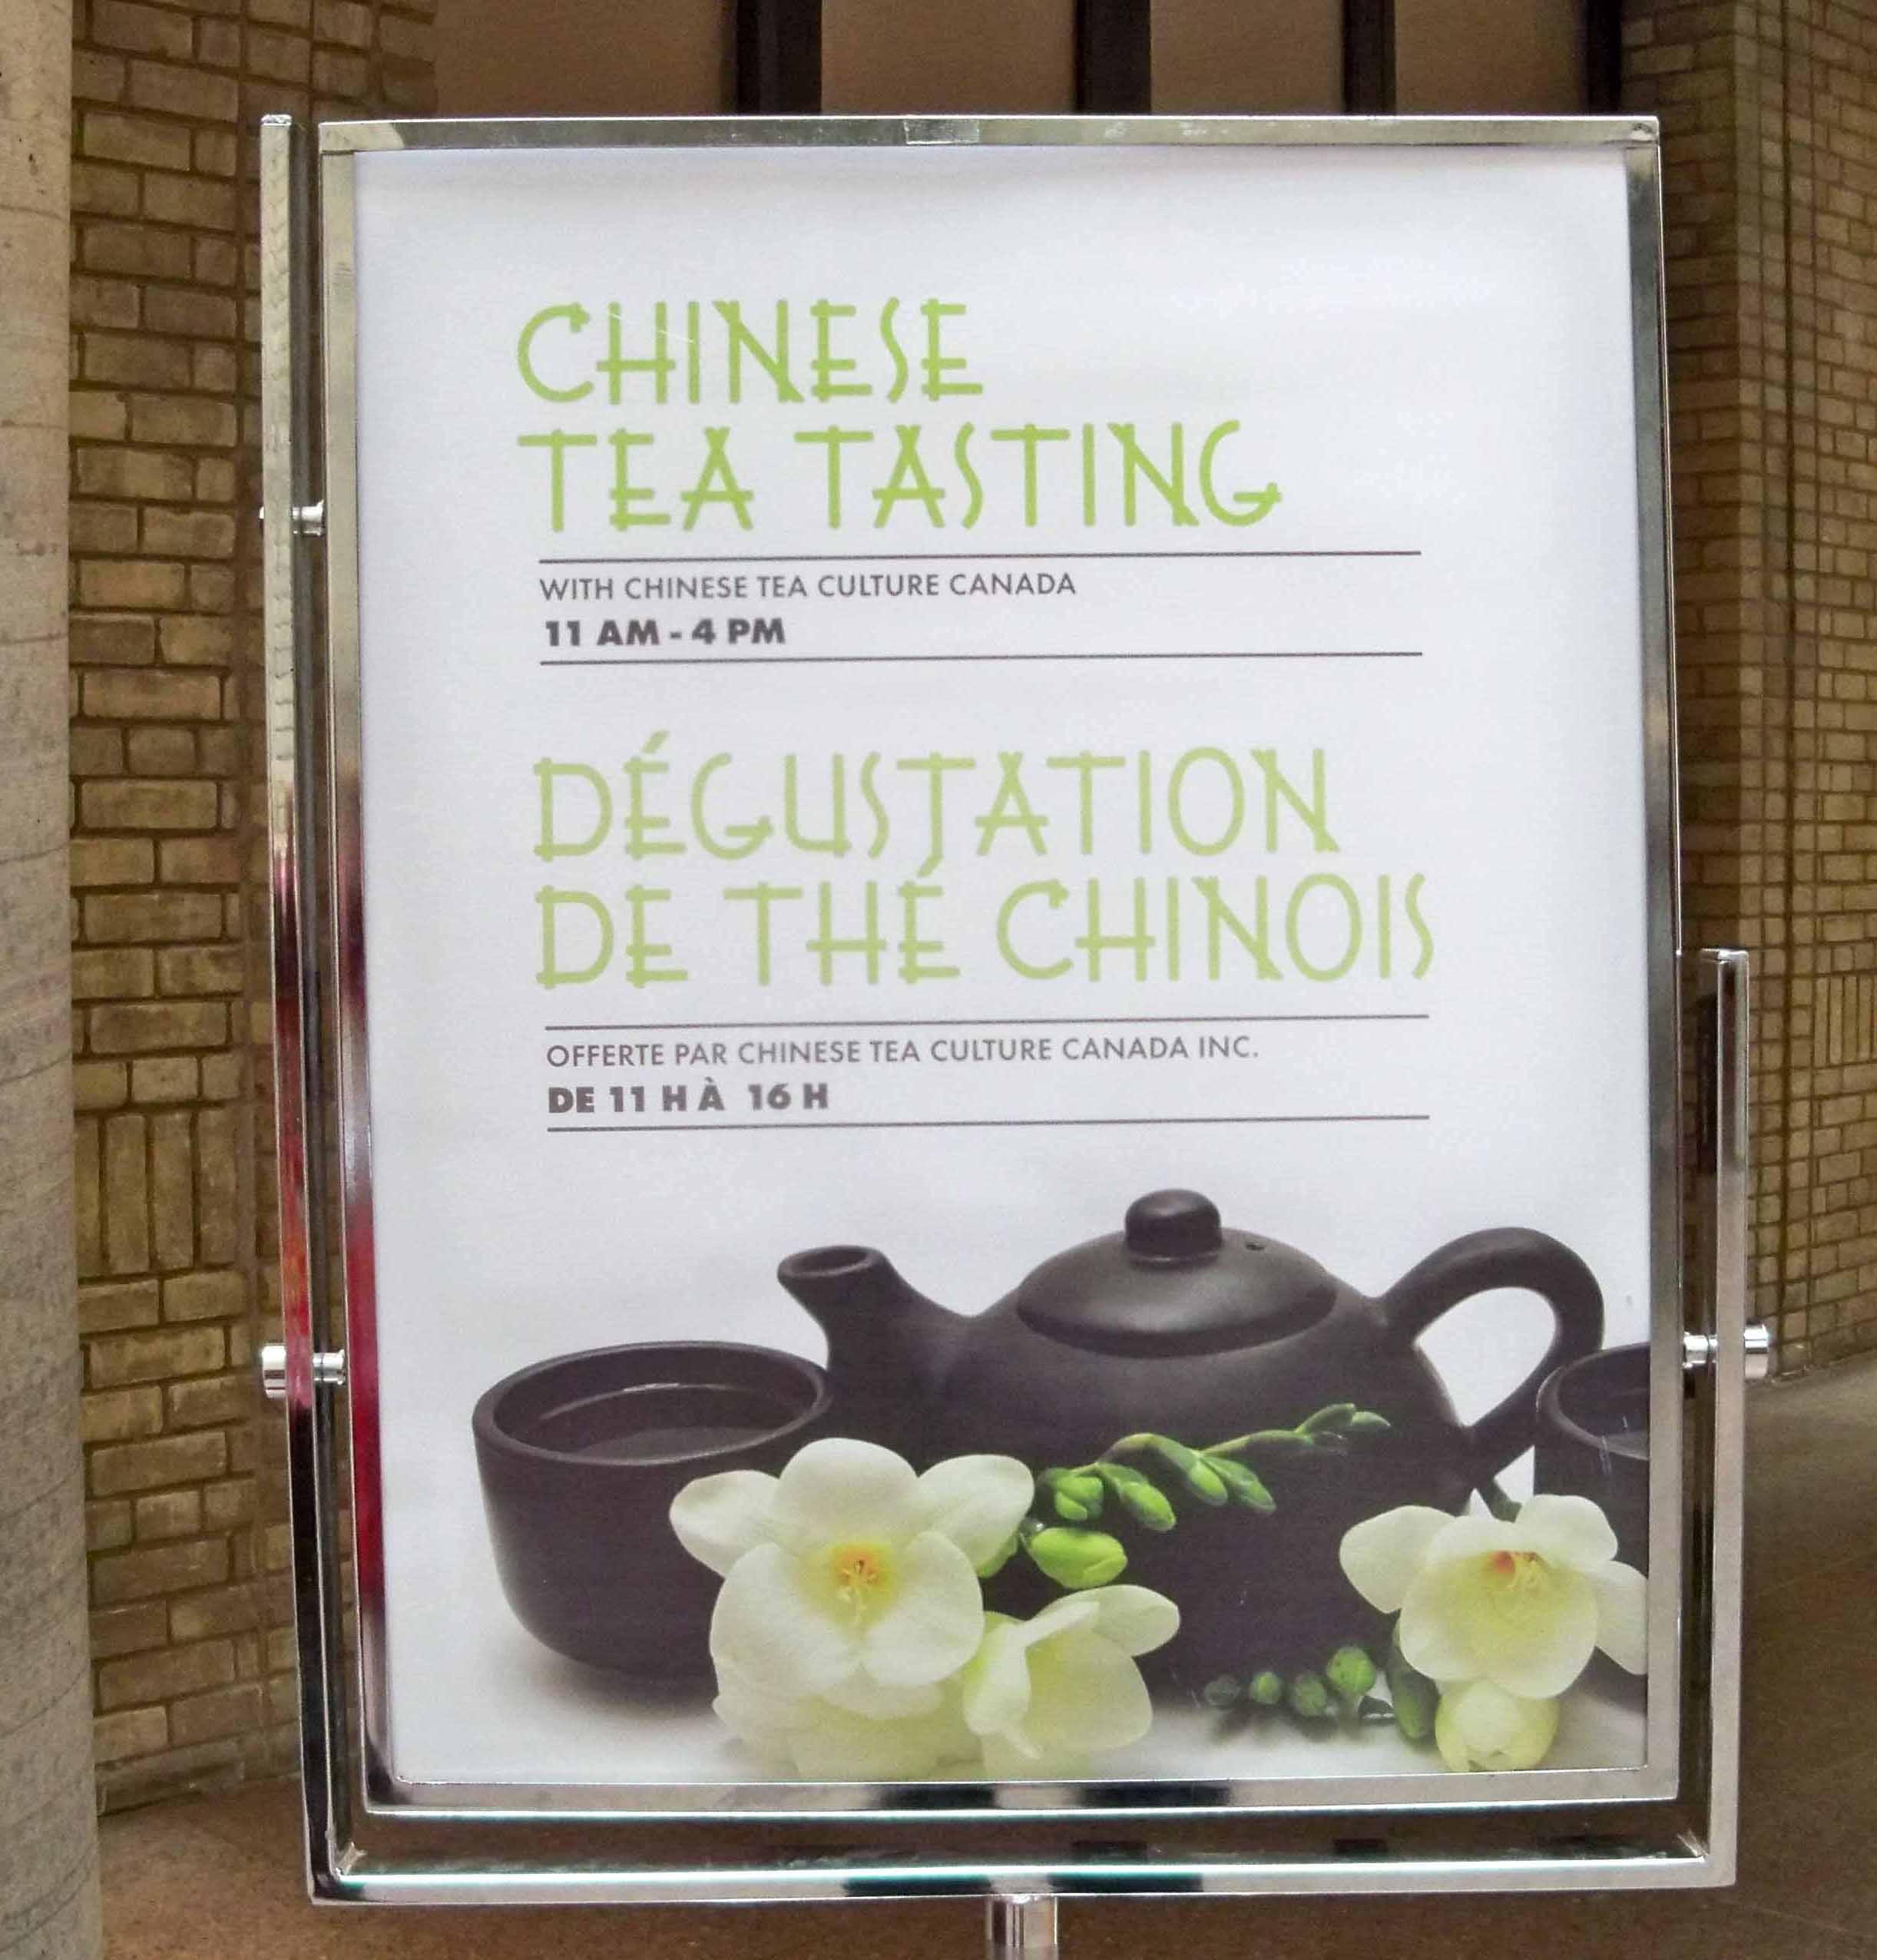 CHINESE
TEA TASTING
WITH CHINESE TEA CULTURE CANADA
11 AM - 4 PM
DÉGUSTATION
DE THÉ CHINOIS
OFFERTE PAR CHINESE TEA CULTURE CANADA INC.
DE 11 H À 16 H